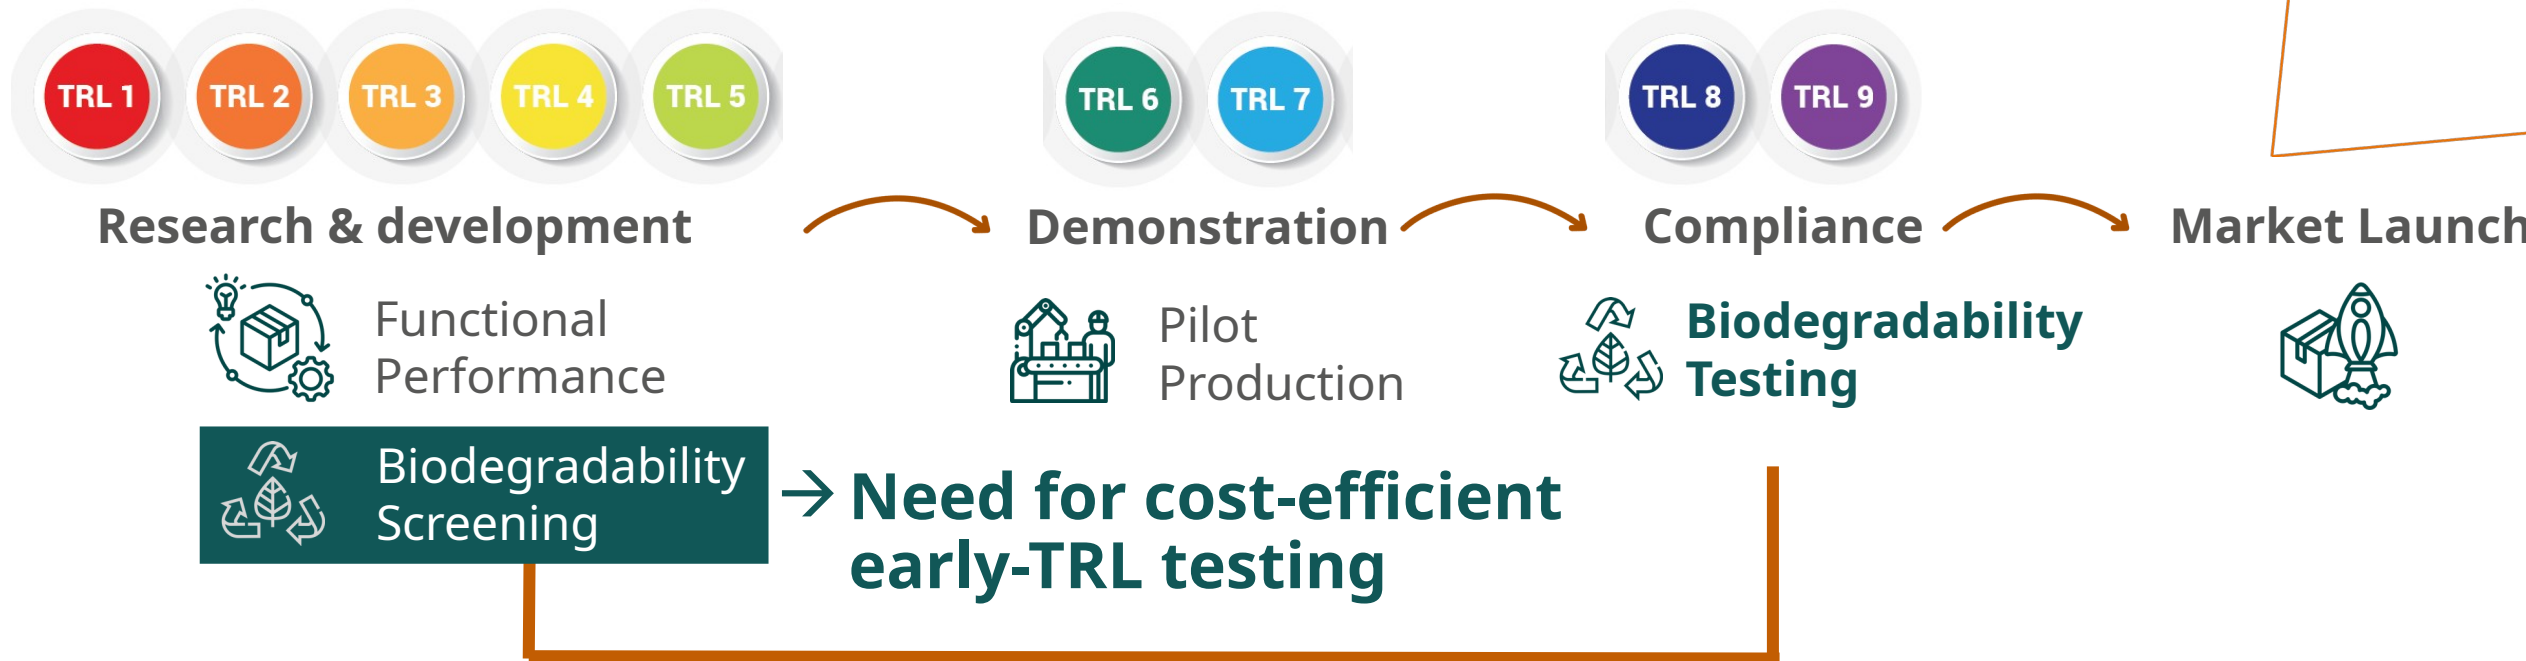 TRL 1
TRL 2
TRL 3
TRL 4
TRL 5
TRL 6
TRL 7
TRL 8
TRL 9
Research & development
Demonstration
Compliance
Market Launch
Functional
Performance
Pilot
Production
Biodegradability
Testing
Biodegradability
Screening
→ Need for cost-efficient
early-TRL testing